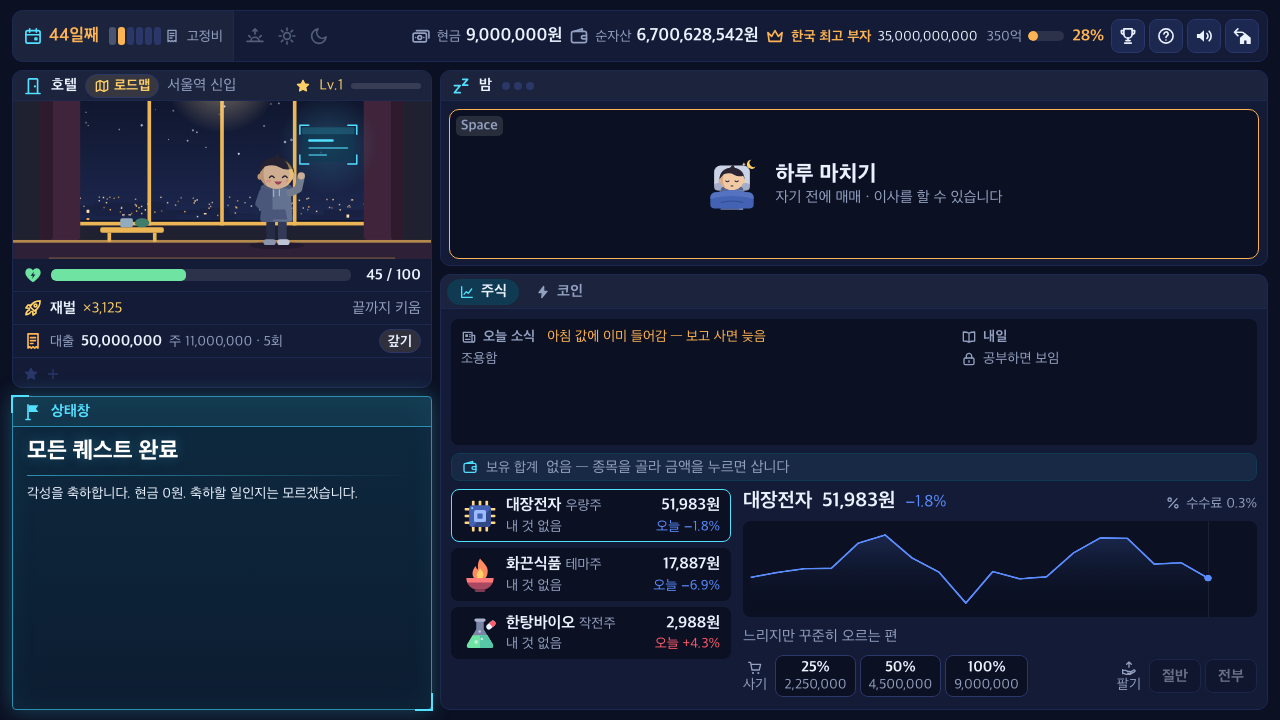 44일째
고정비
현금 9,000,000원
순자산 6,700,628,542원
한국 최고 부자 35,000,000,000 350억 28%
호텔 로드맵 서울역 신입 Lv.1
45 / 100
재벌 ×3,125 끝까지 키움
대출 50,000,000 주 11,000,000 · 5회 갚기
상태창
모든 퀘스트 완료
각성을 축하합니다. 현금 0원. 축하할 일인지는 모르겠습니다.
밤
Space
하루 마치기
자기 전에 매매 · 이사를 할 수 있습니다
주식 코인
오늘 소식 아침 값에 이미 들어감 — 보고 사면 늦음
조용함
내일
공부하면 보임
보유 합계 없음 — 종목을 골라 금액을 누르면 삽니다
대장전자 우량주 51,983원
내 것 없음 오늘 −1.8%
화끈식품 테마주 17,887원
내 것 없음 오늘 −6.9%
한탕바이오 작전주 2,988원
내 것 없음 오늘 +4.3%
대장전자 51,983원 −1.8% 수수료 0.3%
느리지만 꾸준히 오르는 편
사기
25%
2,250,000
50%
4,500,000
100%
9,000,000
팔기
절반
전부